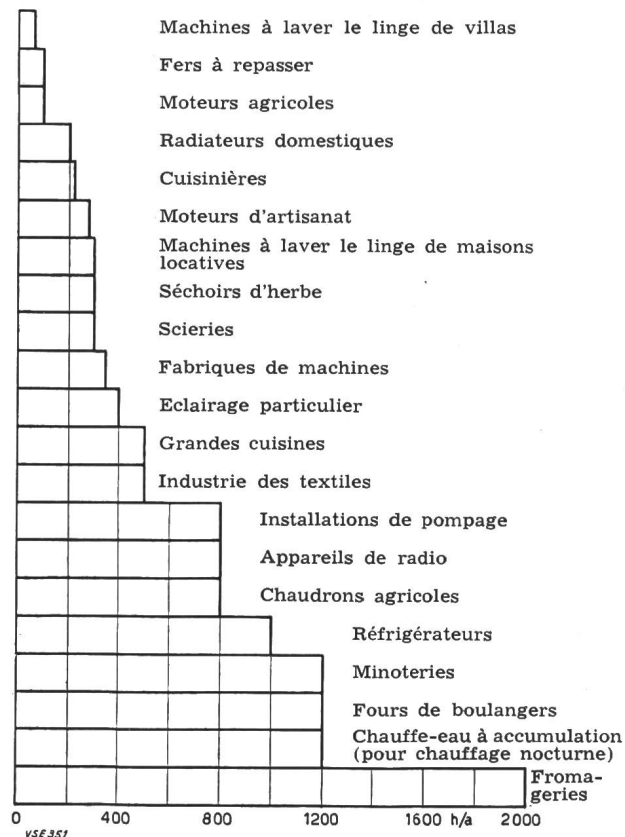 Machines à laver le linge de villas
Fers à repasser
Moteurs agricoles
Radiateurs domestiques
Cuisinières
Moteurs d'artisanat
Machines à laver le linge de maisons
locatives
Séchoirs d'herbe
Scieries
Fabriques de machines
Eclairage particulier
Grandes cuisines
Industrie des textiles
Installations de pompage
Appareils de radio
Chaudrons agricoles
Réfrigérateurs
Minoteries
Fours de boulangers
Chauffe-eau à accumulation
(pour chauffage nocturne)
Froma-
geries
0 400 800 1200 1600 h/a 2000
VSE 351